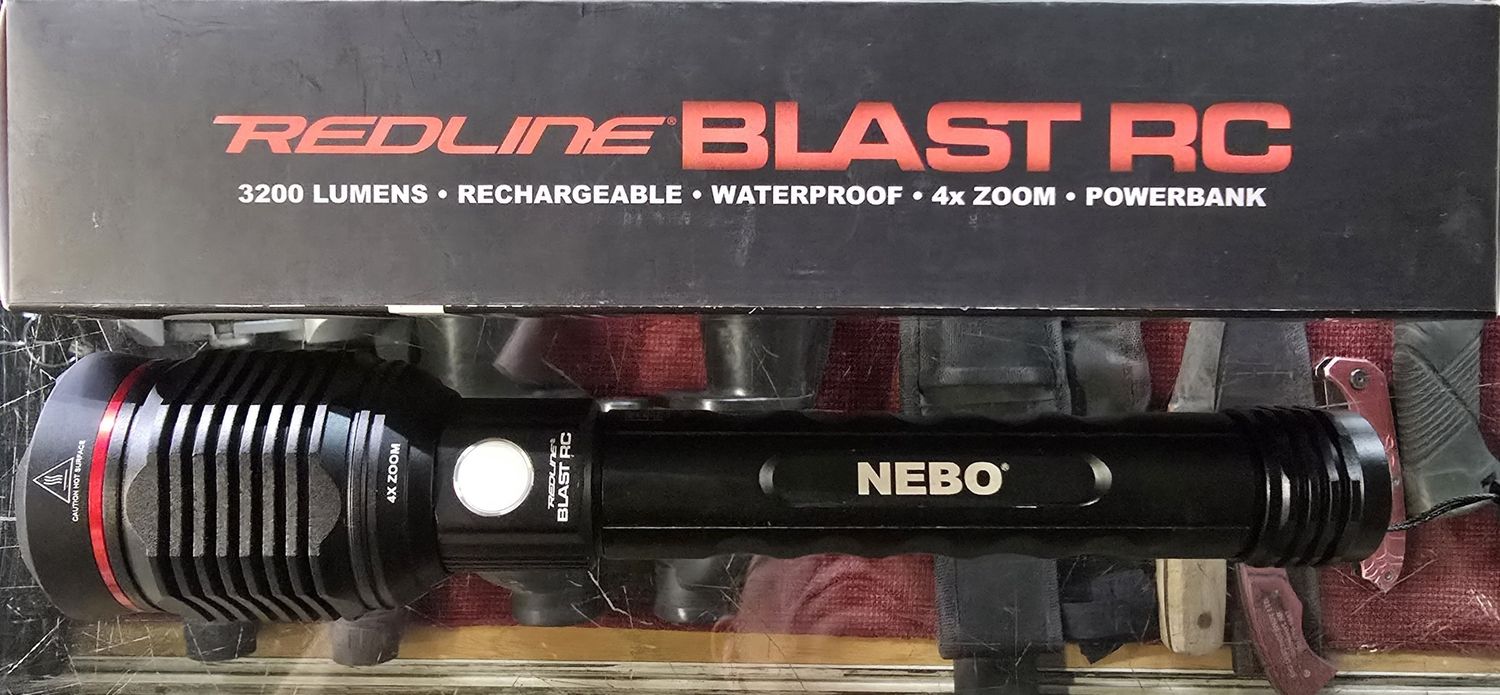 REDLINE® BLAST RC
3200 LUMENS • RECHARGEABLE • WATERPROOF • 4x ZOOM • POWERBANK
CAUTION HOT SURFACE
4X ZOOM
REDLINE®
BLAST RC
NEBO®